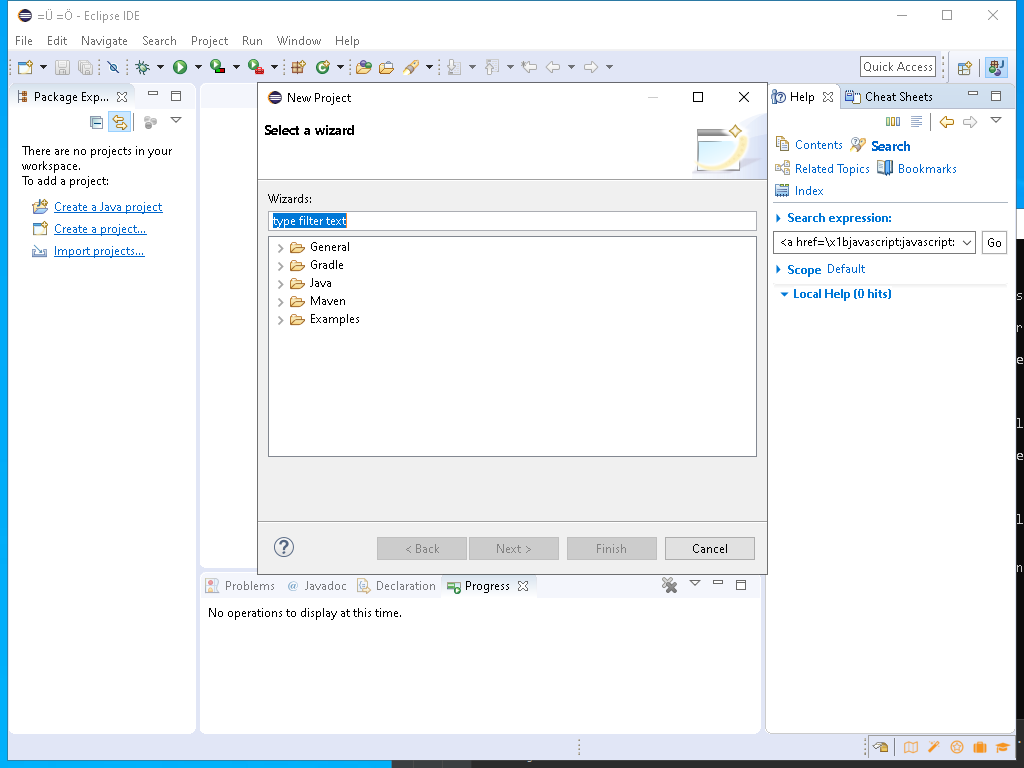 =Ü =Ö - Eclipse IDE
File Edit Navigate Search Project Run Window Help
Quick Access
Package Exp...
There are no projects in your
workspace.
To add a project:
Create a Java project
Create a project...
Import projects...
New Project
Select a wizard
Wizards:
type filter text
General
Gradle
Java
Maven
Examples
< Back Next > Finish Cancel
Help Cheat Sheets
Contents Search
Related Topics Bookmarks
Index
Search expression:
<a href=\x1bjavascript:javascript: Go
Scope Default
Local Help (0 hits)
Problems @ Javadoc Declaration Progress
No operations to display at this time.
s
r
e
l
e
l
n